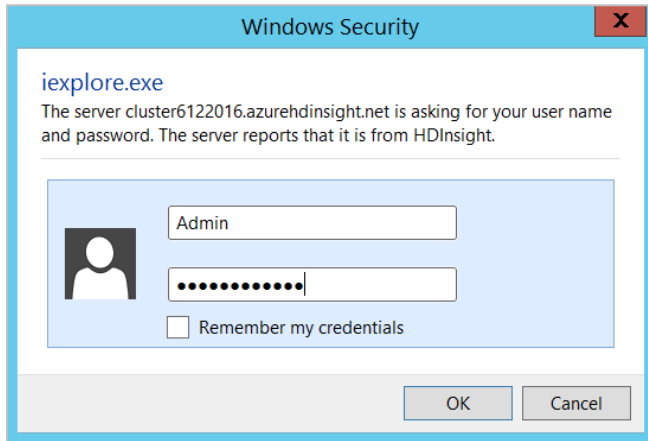 Windows Security
X
iexplore.exe
The server cluster6122016.azurehdinsight.net is asking for your user name
and password. The server reports that it is from HDInsight.
Admin
●●●●●●●●●●●●
Remember my credentials
OK
Cancel